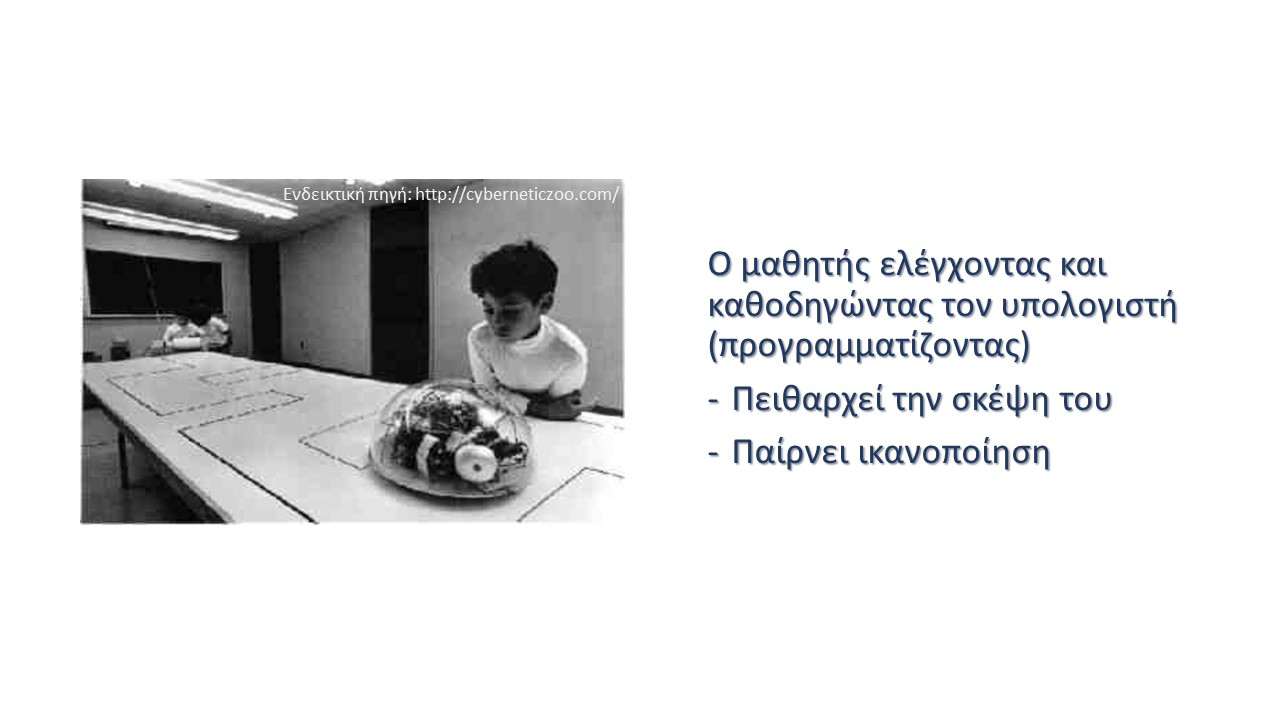 Ενδεικτική πηγή: http://cyberneticzoo.com/
Ο μαθητής ελέγχοντας και
καθοδηγώντας τον υπολογιστή
(προγραμματίζοντας)
- Πειθαρχεί την σκέψη του
- Παίρνει ικανοποίηση